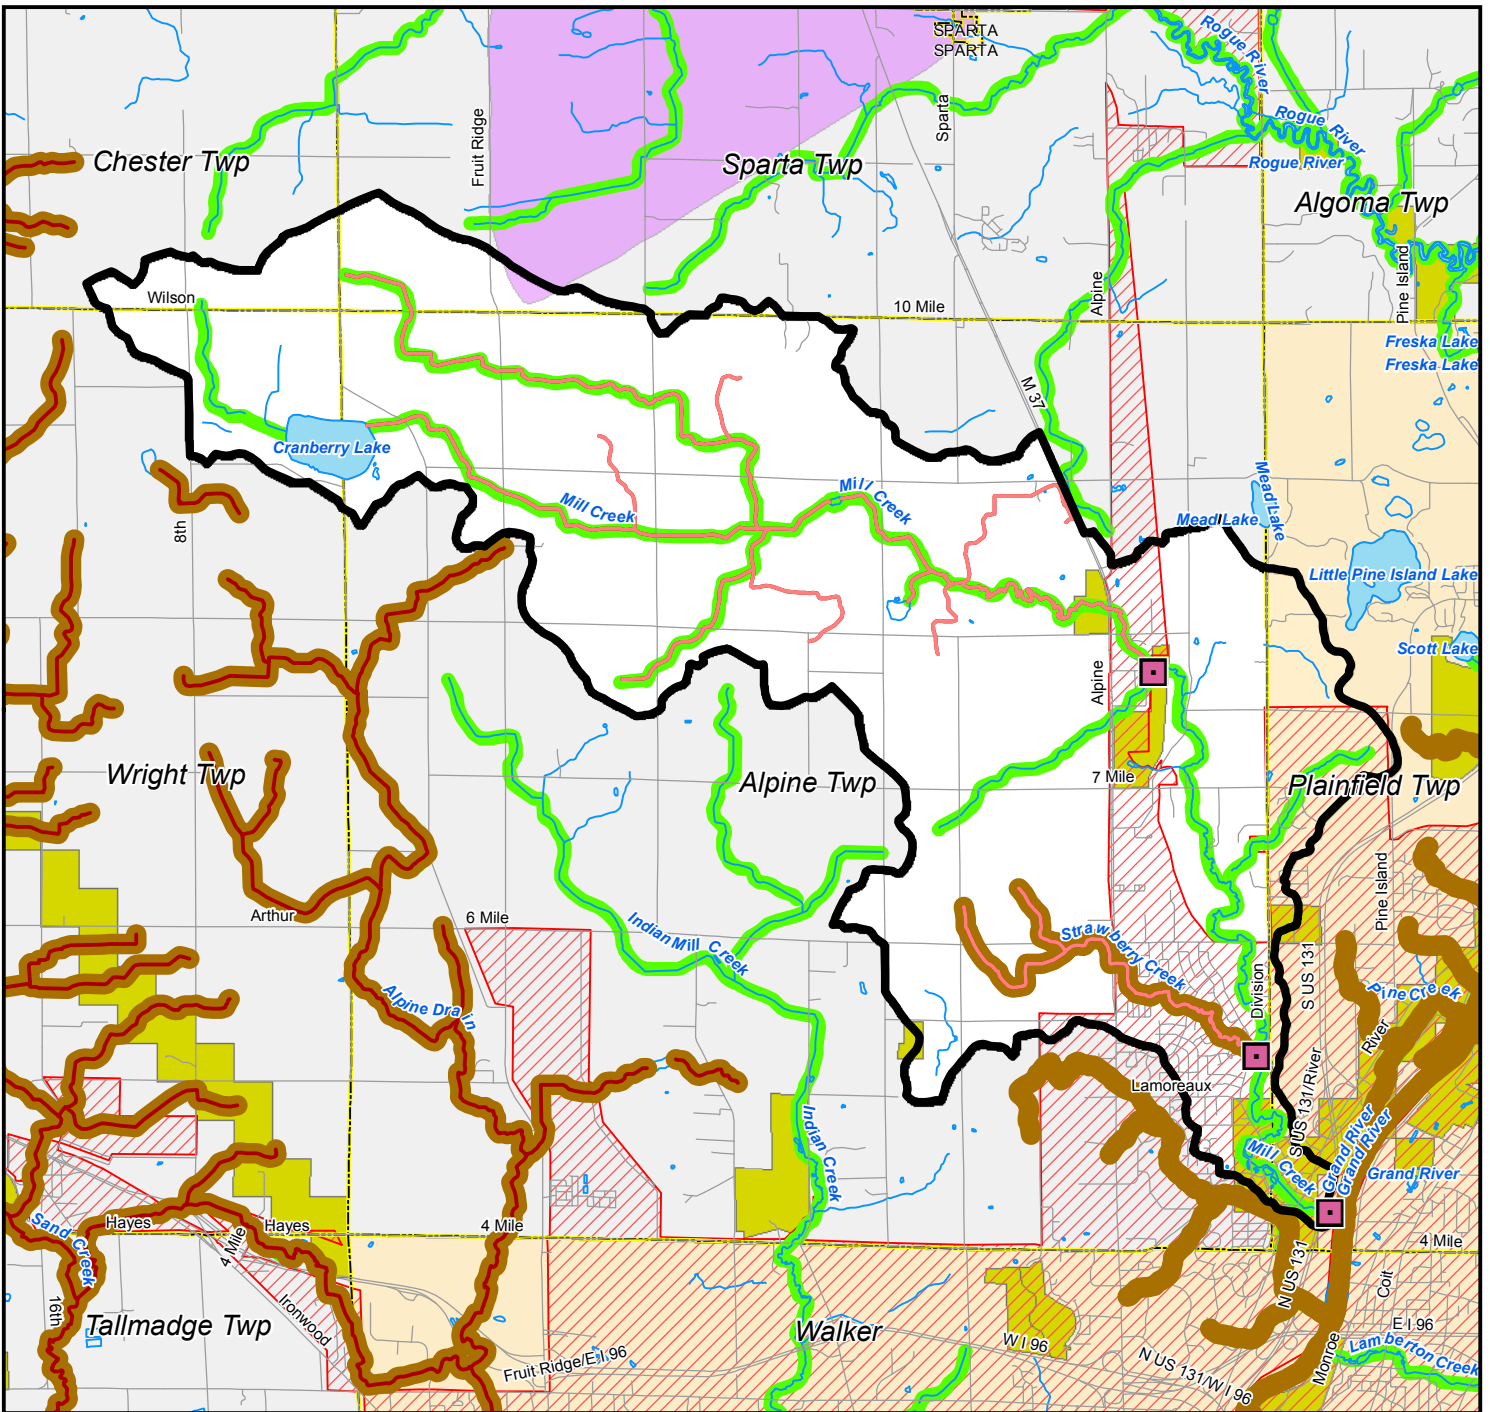 SPARTA
SPARTA
Rogue River
Fruit Ridge
Sparta
Rogue River
Chester Twp
Sparta Twp
Rogue River
Algoma Twp
Pine Island
Alpine
Wilson
10 Mile
Freska Lake
Freska Lake
M 37
Cranberry Lake
Mill Creek
Mill Creek
Mead Lake
Mead Lake
8th
Little Pine Island Lake
Scott Lake
Alpine
Wright Twp
Alpine Twp
7 Mile
Plainfield Twp
Pine Island
Arthur
6 Mile
Indian Mill Creek
Strawberry Creek
Division
S US 131
Pine Creek
Alpine Drain
River
Lamoreaux
S US 131/River
Indian Creek
Grand River
Grand River
Mill Creek
Grand River
Sand Creek
Hayes
Hayes
4 Mile
4 Mile
4 Mile
N US 131
Coit
16th
Ironwood
Tallmadge Twp
Walker
W I 96
E I 96
Fruit Ridge/E I 96
N US 131/W I 96
Monroe
Lamberton Creek